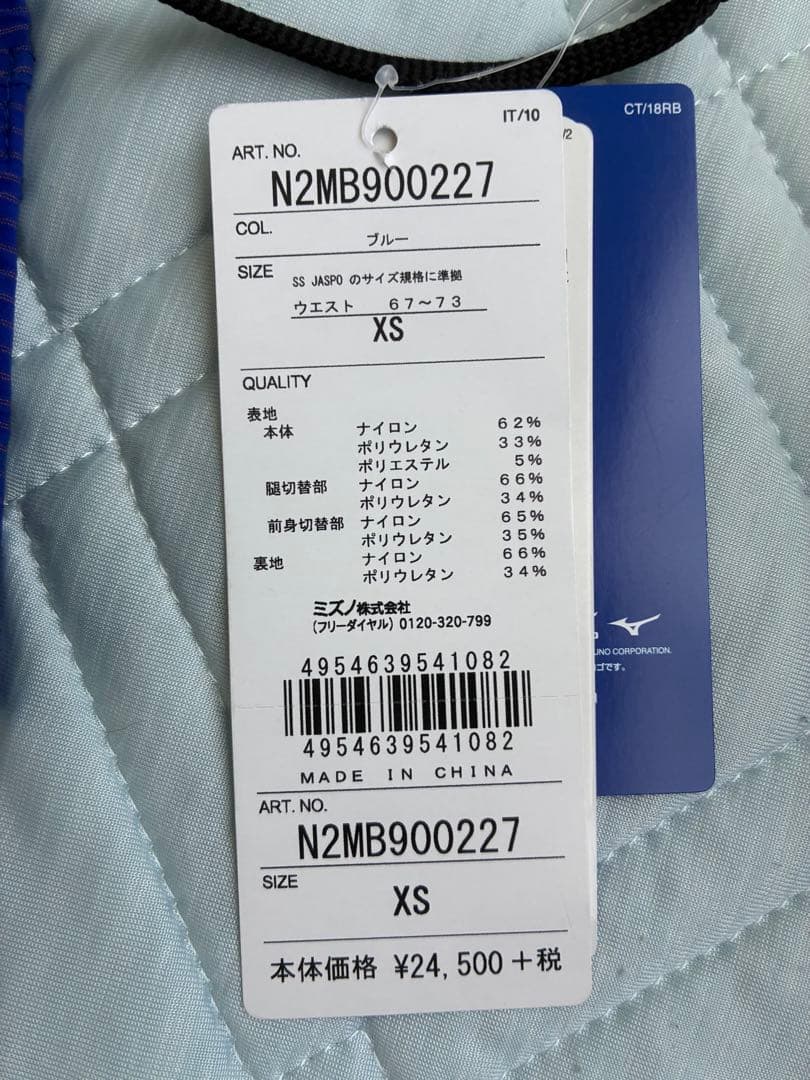 IT/10
ART. NO.
N2MB900227
COL.
ブルー
SIZE
SS JASPO のサイズ規格に準拠
ウエスト 67～73
XS
QUALITY
表地
本体 ナイロン 62%
ポリウレタン 33%
ポリエステル 5%
腿切替部 ナイロン 66%
ポリウレタン 34%
前身切替部 ナイロン 65%
ポリウレタン 35%
裏地 ナイロン 66%
ポリウレタン 34%
ミズノ株式会社
(フリーダイヤル) 0120-320-799
4954639541082
4954639541082
MADE IN CHINA
ART. NO.
N2MB900227
SIZE
XS
本体価格 ¥24,500+税
CT/18RB
/2
CORPORATION.
ゴです。